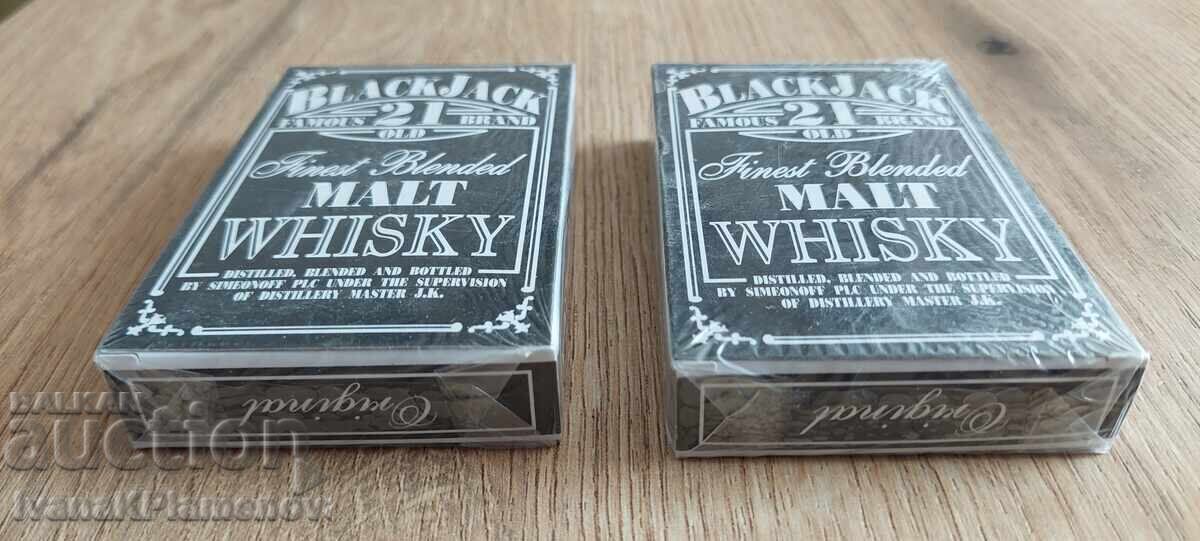 BLACKJACK
FAMOUS 21 BRAND
OLD
Finest Blended
MALT
WHISKY
DISTILLED, BLENDED AND BOTTLED
BY SIMEONOFF PLC UNDER THE SUPERVISION
OF DISTILLERY MASTER J.K.
Original
BLACKJACK
FAMOUS 21 BRAND
OLD
Finest Blended
MALT
WHISKY
DISTILLED, BLENDED AND BOTTLED
BY SIMEONOFF PLC UNDER THE SUPERVISION
OF DISTILLERY MASTER J.K.
Original
BALKAN
auction
IvanaKPlamenov